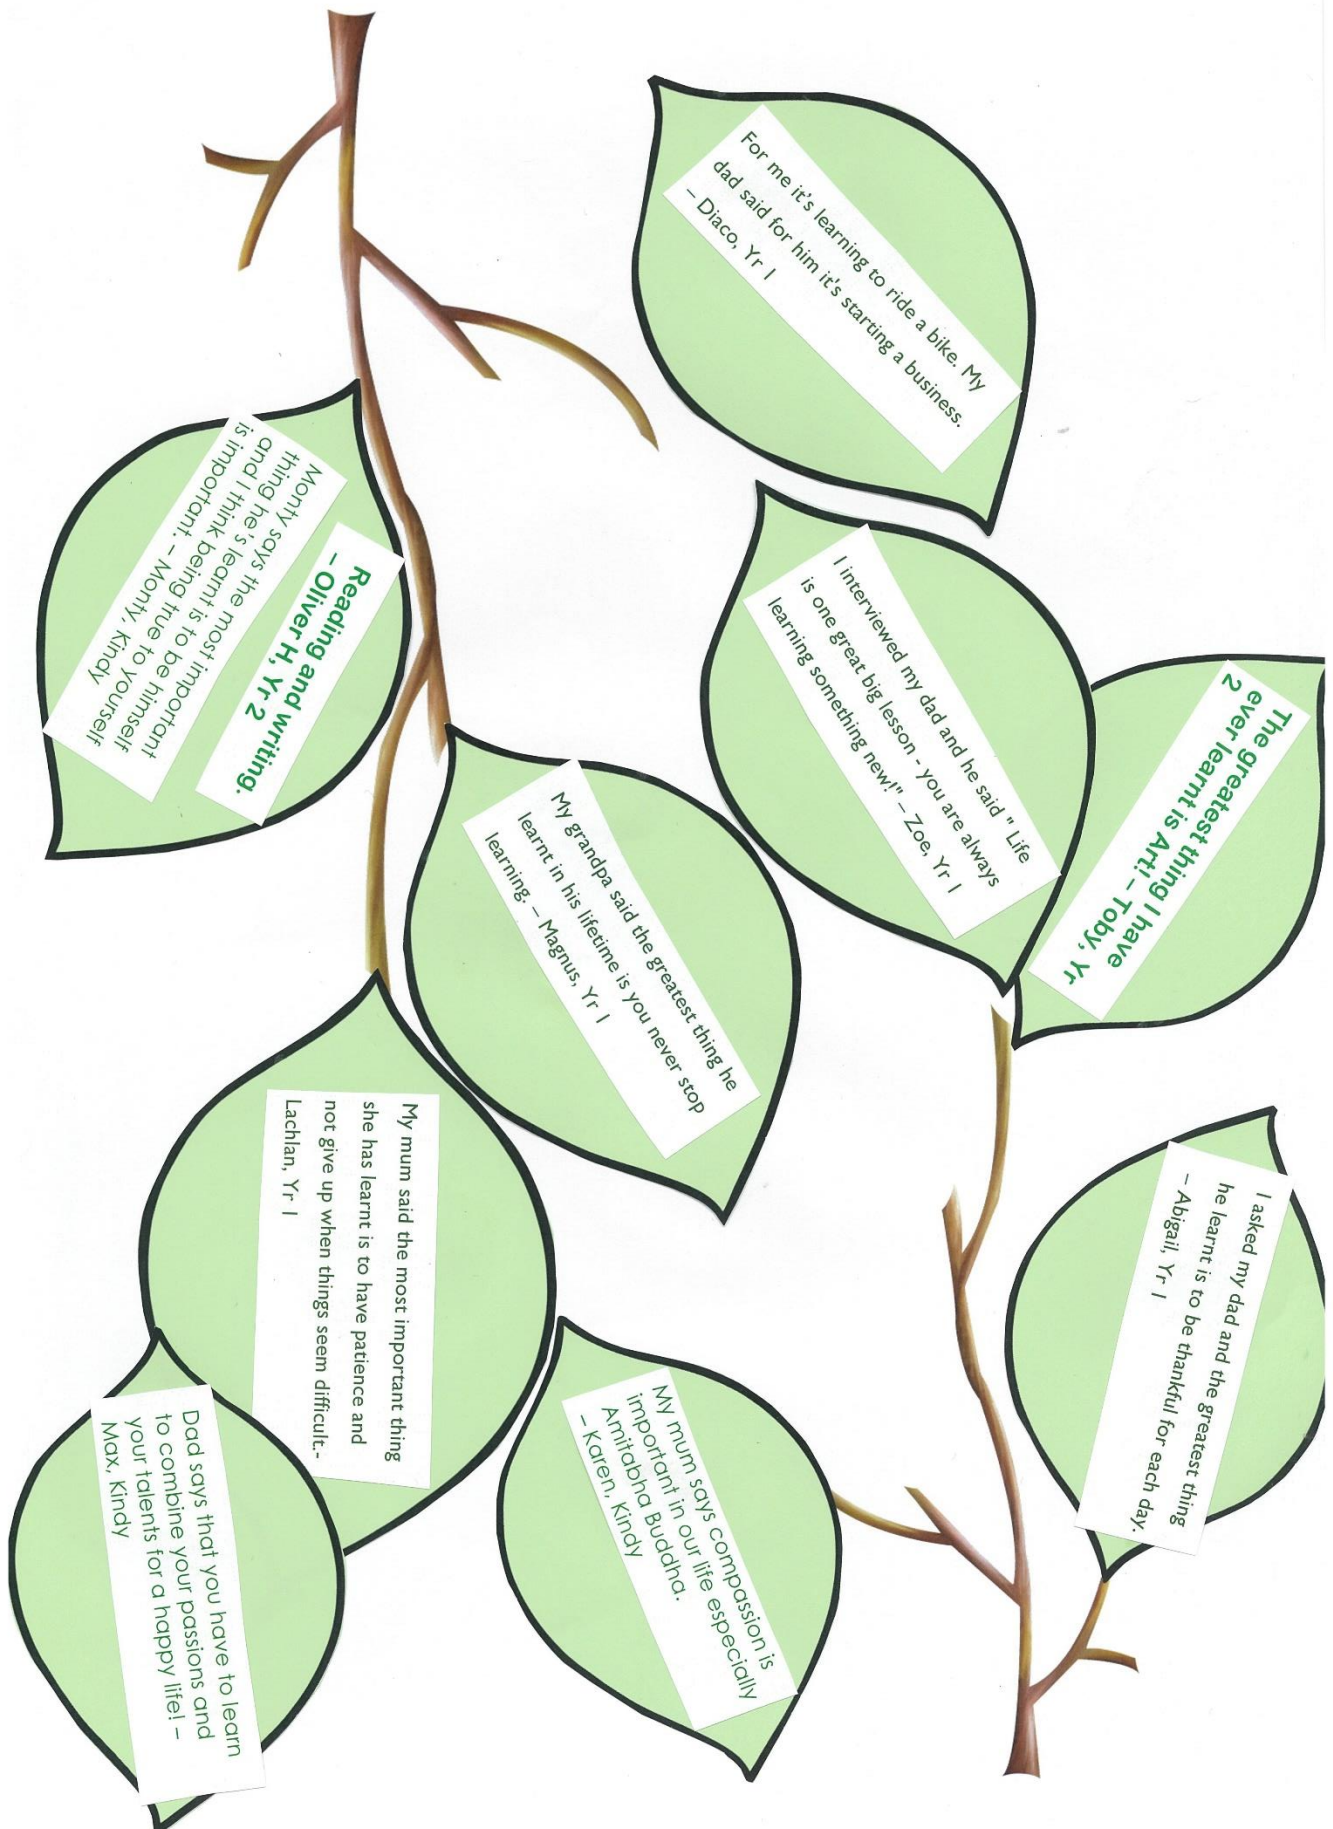 For me it's learning to ride a bike. My
dad said for him it's starting a business.
– Diaco, Yr 1
I interviewed my dad and he said " Life
is one great big lesson - you are always
learning something new!" – Zoe, Yr 1
The greatest thing I have
ever learnt is Art! – Toby, Yr
2
Reading and writing.
– Oliver H, Yr 2
Monty says the most important
thing he's learnt is to be himself
and I think being true to yourself
is important. – Monty, Kindy
My grandpa said the greatest thing he
learnt in his lifetime is you never stop
learning. – Magnus, Yr 1
I asked my dad and the greatest thing
he learnt is to be thankful for each day.
– Abigail, Yr 1
My mum said the most important thing
she has learnt is to have patience and
not give up when things seem difficult.-
Lachlan, Yr 1
My mum says compassion is
important in our life especially
Amitabha Buddha.
– Karen, Kindy
Dad says that you have to learn
to combine your passions and
your talents for a happy life! –
Max, Kindy